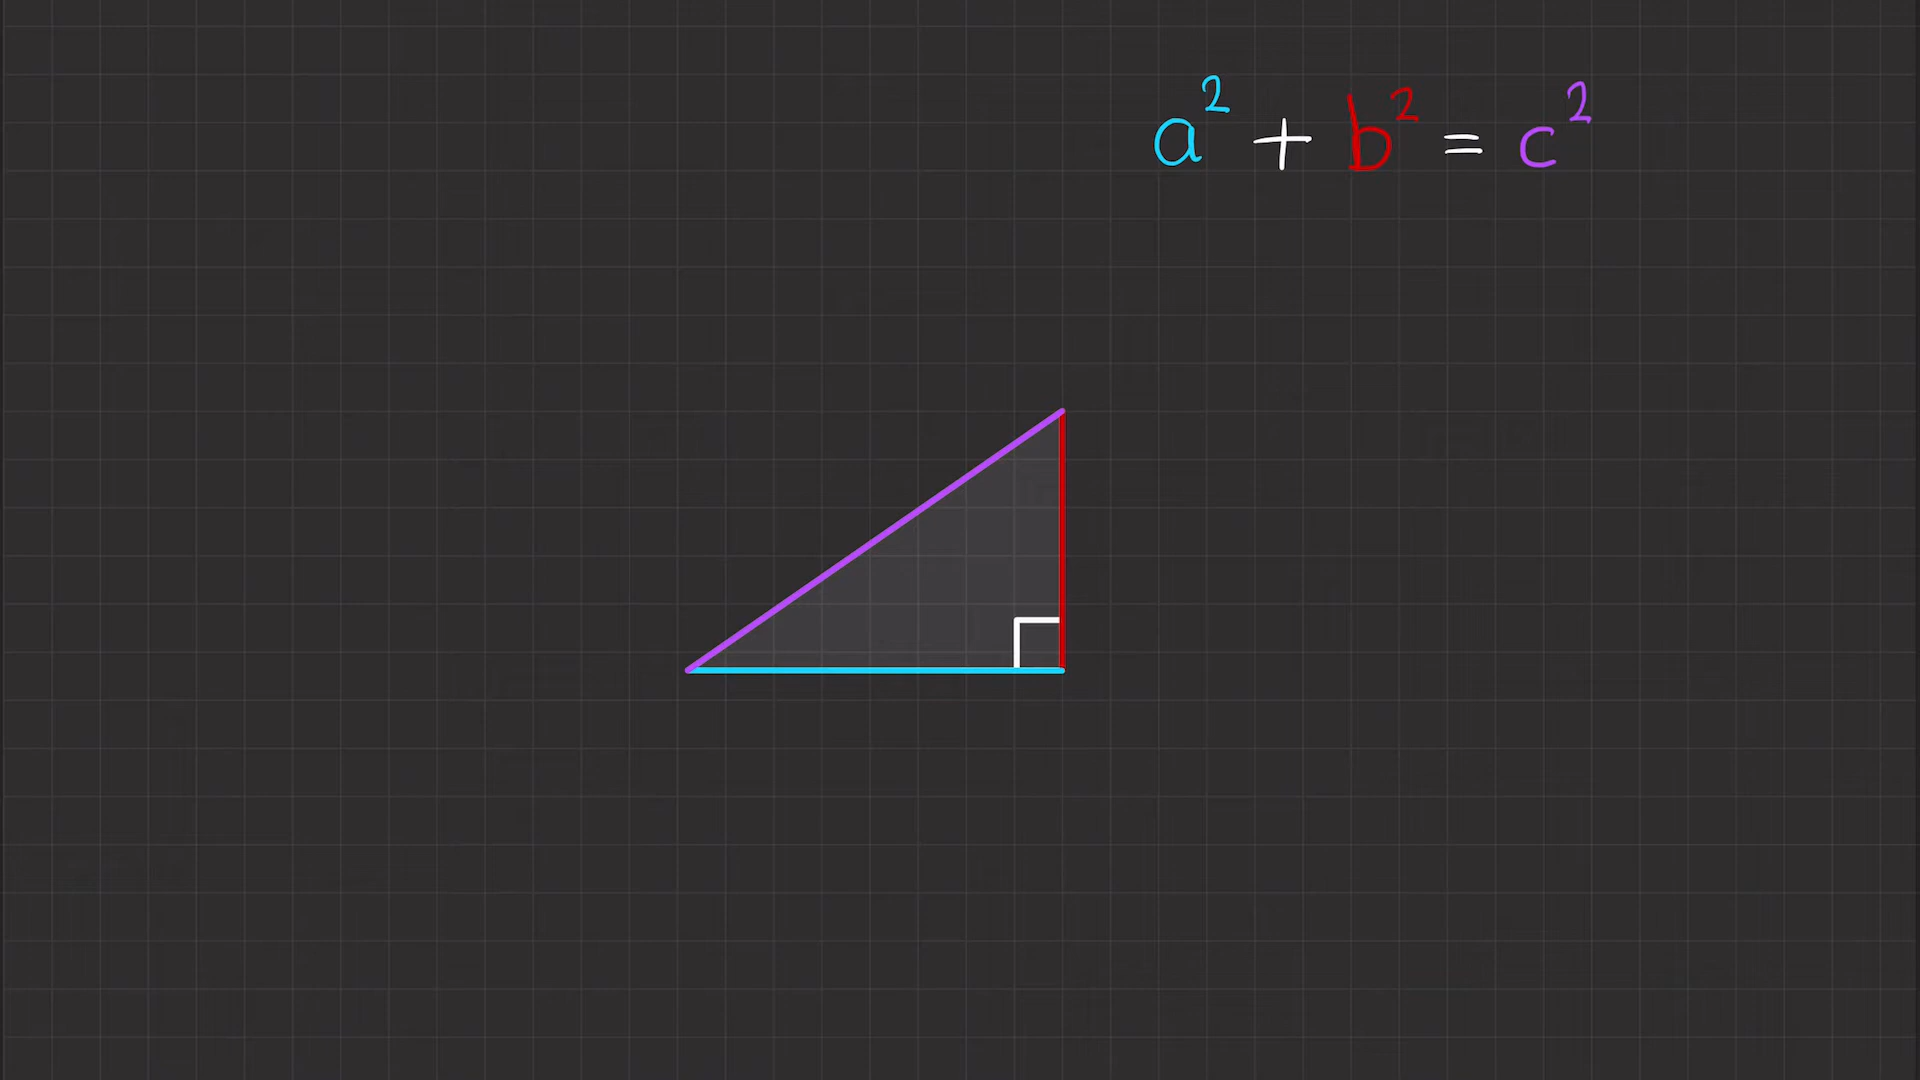 a² + b² = c²